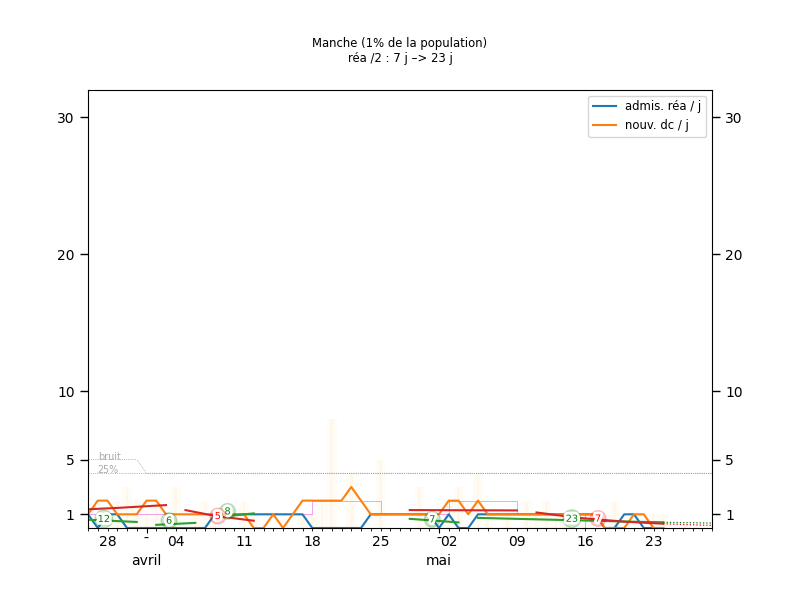 Manche (1% de la population)
réa /2 : 7 j –> 23 j
admis. réa / j
nouv. dc / j
30 30
20 20
10 10
5 5
1 1
bruit
25%
-12 6 5 8 7 23 7
28 - 04 11 18 25 -02 09 16 23
avril mai